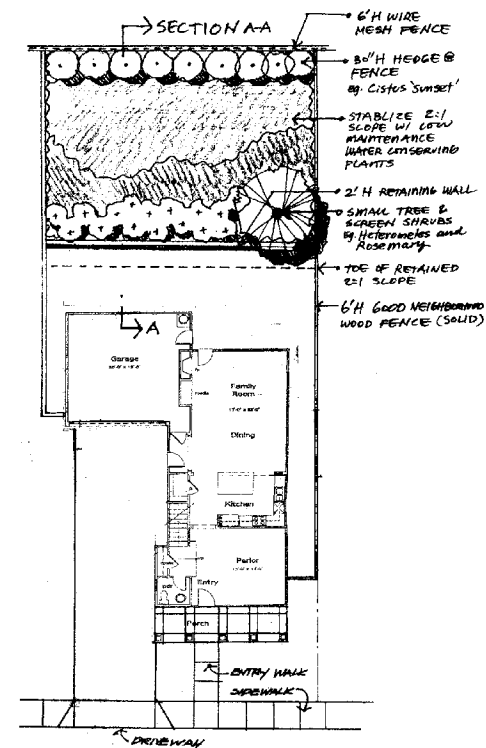 SECTION A-A
6'H WIRE
MESH FENCE
30"H HEDGE @
FENCE
eg. Cistus 'Sunset'
STABLIZE 2:1
SLOPE W/ LOW
MAINTENANCE
WATER CONSERVING
PLANTS
2' H RETAINING WALL
SMALL TREE &
SCREEN SHRUBS
eg. Heteromeles and
Rosemary
TOE OF RETAINED
2:1 SLOPE
6'H GOOD NEIGHBORHOOD
WOOD FENCE (SOLID)
A
Garage
Family
Room
Dining
Kitchen
Parlor
Entry
Porch
ENTRY WALK
SIDEWALK
DRIVEWAY